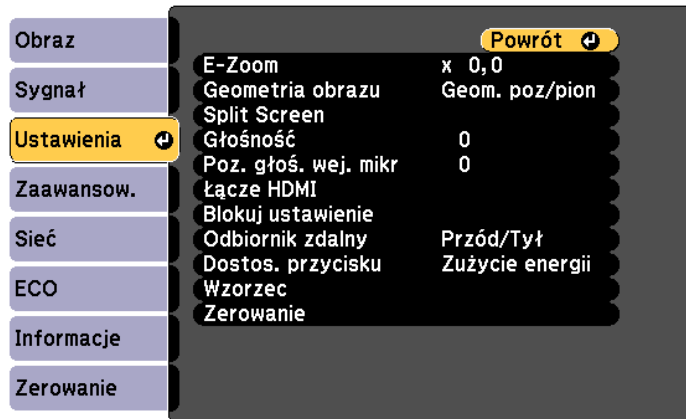 Obraz
Sygnał
Ustawienia
Zaawansow.
Sieć
ECO
Informacje
Zerowanie
Powrót
E-Zoom x 0,0
Geometria obrazu Geom. poz/pion
Split Screen
Głośność 0
Poz. głoś. wej. mikr 0
Łącze HDMI
Blokuj ustawienie
Odbiornik zdalny Przód/Tył
Dostos. przycisku Zużycie energii
Wzorzec
Zerowanie